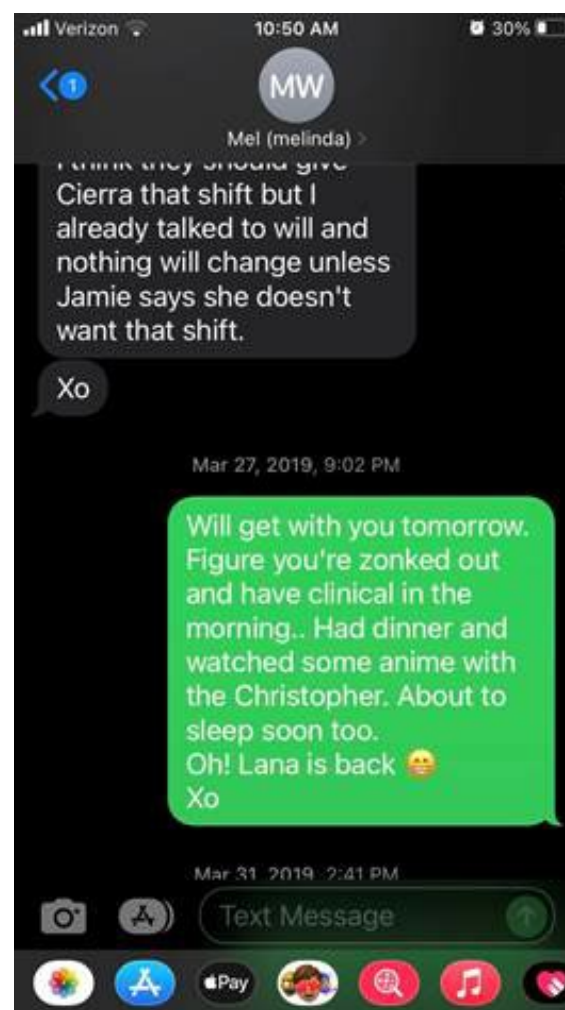 Verizon
10:50 AM
30%
1
MW
Mel (melinda)
I think they should give
Cierra that shift but I
already talked to will and
nothing will change unless
Jamie says she doesn't
want that shift.
Xo
Mar 27, 2019, 9:02 PM
Will get with you tomorrow.
Figure you're zonked out
and have clinical in the
morning.. Had dinner and
watched some anime with
the Christopher. About to
sleep soon too.
Oh! Lana is back 😁
Xo
Mar 31, 2019, 2:41 PM
Text Message
Pay